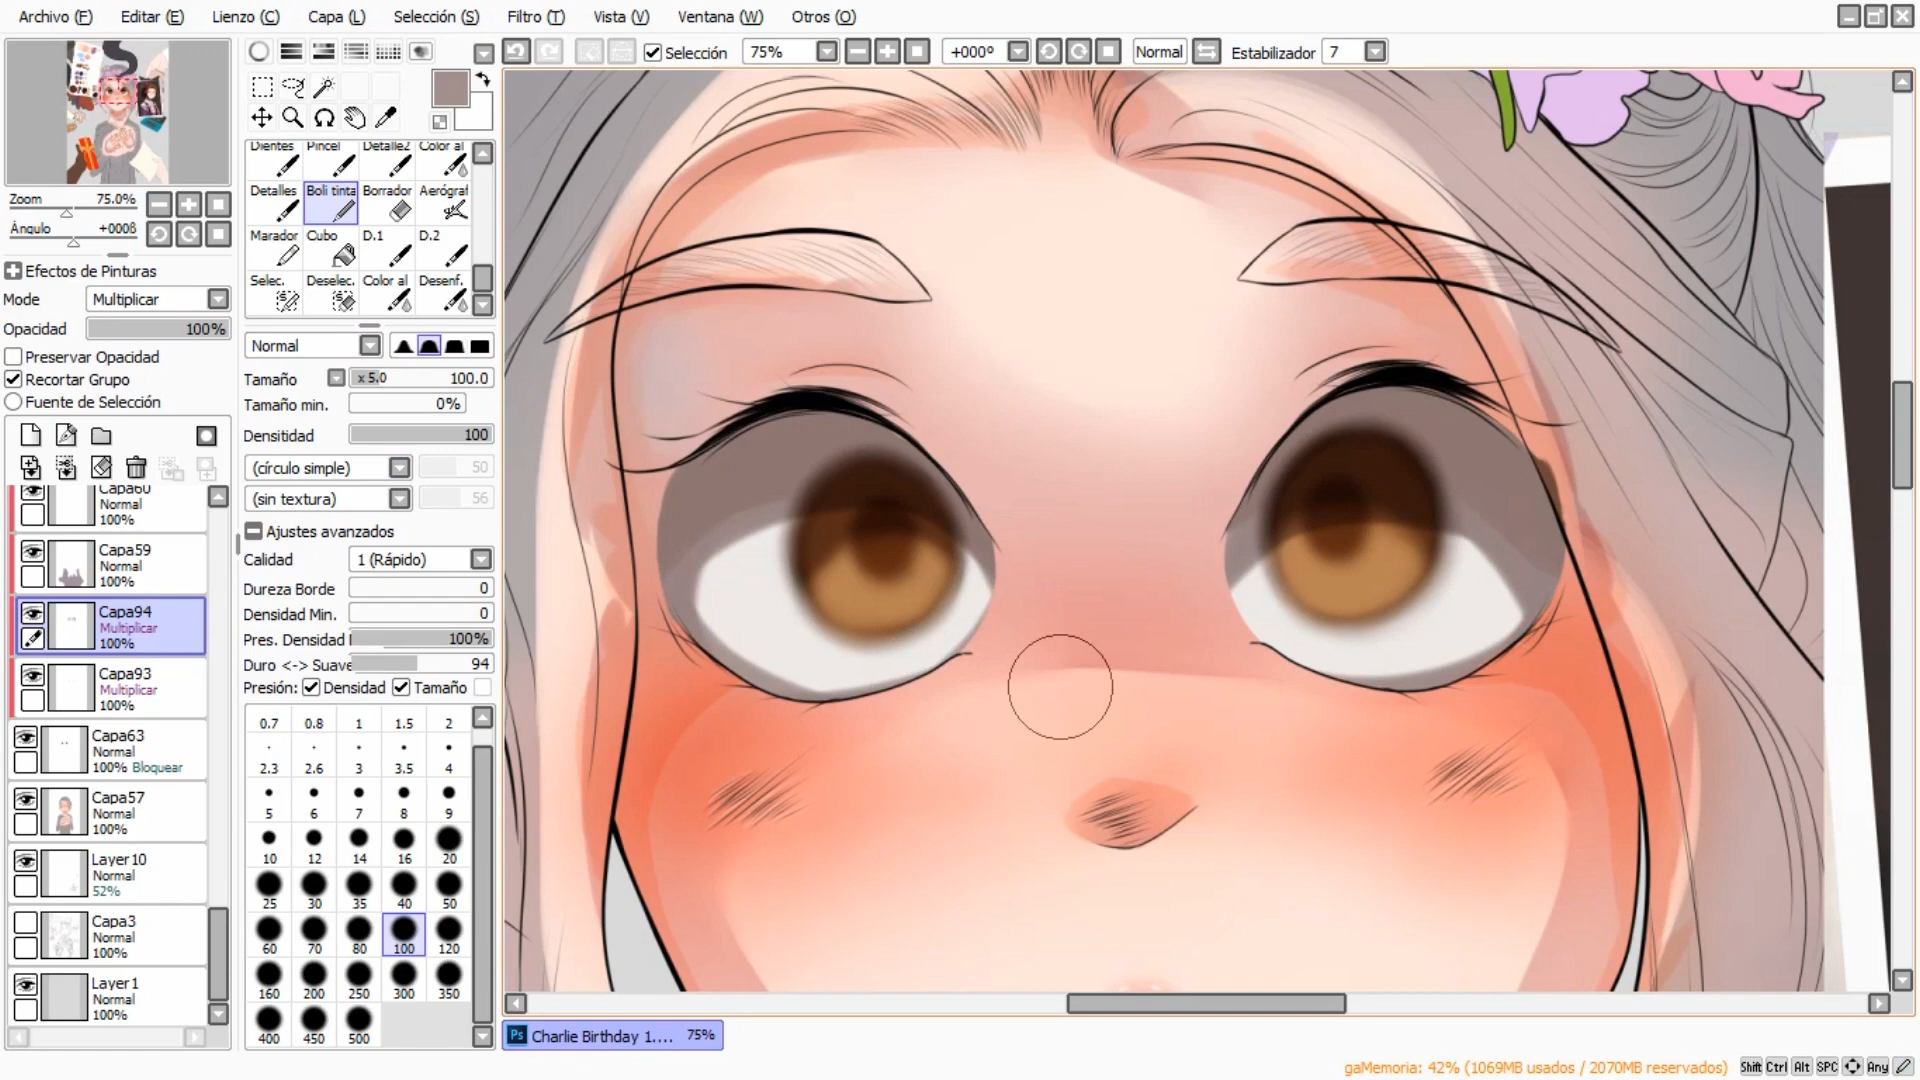 Archivo (F) Editar (E) Lienzo (C) Capa (L) Selección (S) Filtro (T) Vista (V) Ventana (W) Otros (O)
Selección 75% +000º Normal Estabilizador 7
Zoom 75.0%
Ángulo +0008
Efectos de Pinturas
Mode Multiplicar
Opacidad 100%
Preservar Opacidad
Recortar Grupo
Fuente de Selección
Capa60
Normal
100%
Capa59
Normal
100%
Capa94
Multiplicar
100%
Capa93
Multiplicar
100%
Capa63
Normal
100% Bloquear
Capa57
Normal
100%
Layer10
Normal
52%
Capa3
Normal
100%
Layer1
Normal
100%
Dientes Pincel Detalle2 Color al
Detalles Boli tinta Borrador Aerógraf
Marador Cubo D.1 D.2
Selec. Deselec. Color al Desenf.
Normal
Tamaño x 5.0 100.0
Tamaño min. 0%
Densitidad 100
(círculo simple) 50
(sin textura) 56
Ajustes avanzados
Calidad 1 (Rápido)
Dureza Borde 0
Densidad Min. 0
Pres. Densidad 100%
Duro <-> Suave 94
Presión: Densidad Tamaño
0.7 0.8 1 1.5 2
2.3 2.6 3 3.5 4
5 6 7 8 9
10 12 14 16 20
25 30 35 40 50
60 70 80 100 120
160 200 250 300 350
400 450 500
Ps Charlie Birthday 1.... 75%
gaMemoria: 42% (1069MB usados / 2070MB reservados) Shift Ctrl Alt SPC Any